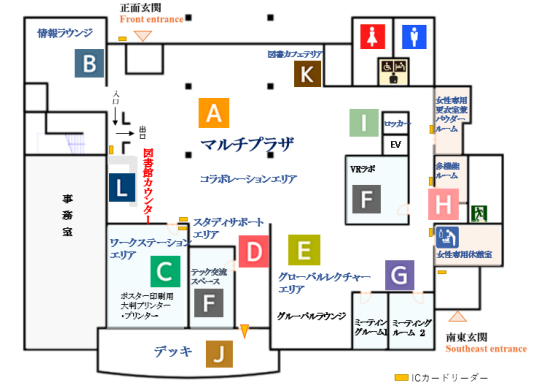 正面玄関
Front entrance
情報ラウンジ
B
図書カフェテリア
K
入口
出口
A
マルチプラザ
コラボレーションエリア
I
ロッカー
EV
女性専用
更衣室兼
パウダー
ルーム
VRラボ
F
多機能
ルーム
H
事務室
L
図書館カウンター
スタディサポート
エリア
D
ワークステーション
エリア
C
ポスター印刷用
大判プリンター
・プリンター
テック交流
スペース
F
E
グローバルレクチャー
エリア
G
女性専用休憩室
グルーバルラウンジ
ミーティ
ングルーム1
ミーティング
ルーム 2
デッキ
J
南東玄関
Southeast entrance
ICカードリーダー